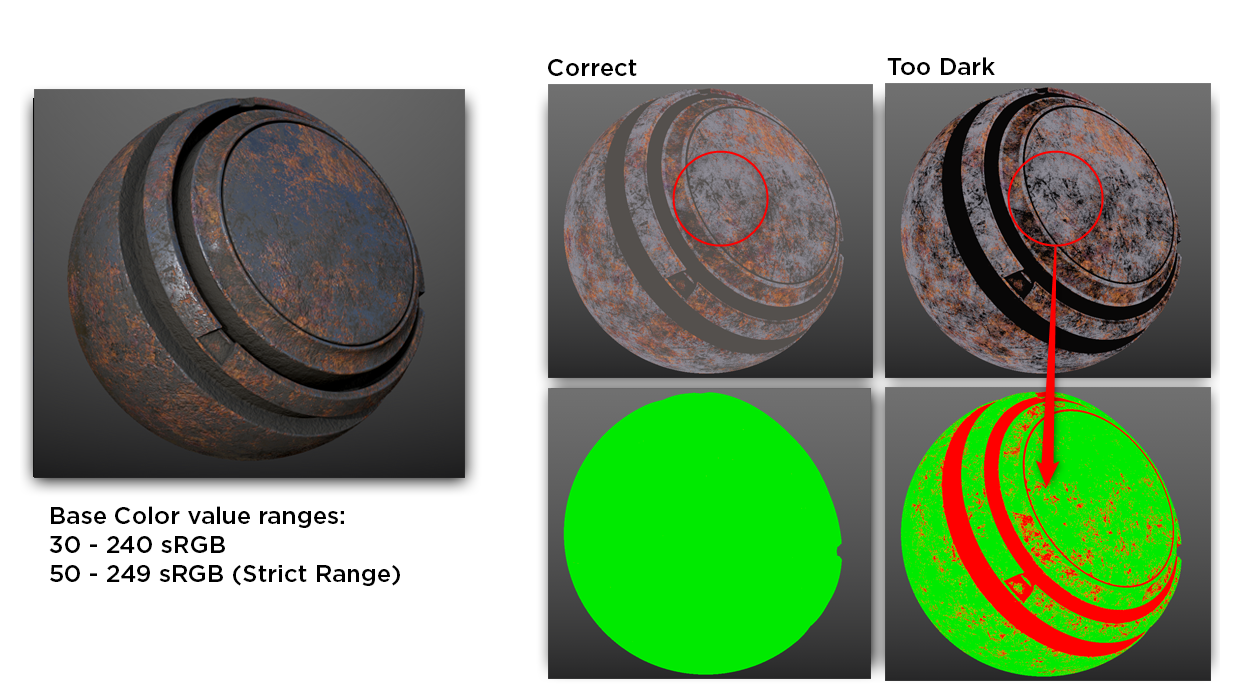 Correct
Too Dark
Base Color value ranges:
30 - 240 sRGB
50 - 249 sRGB (Strict Range)